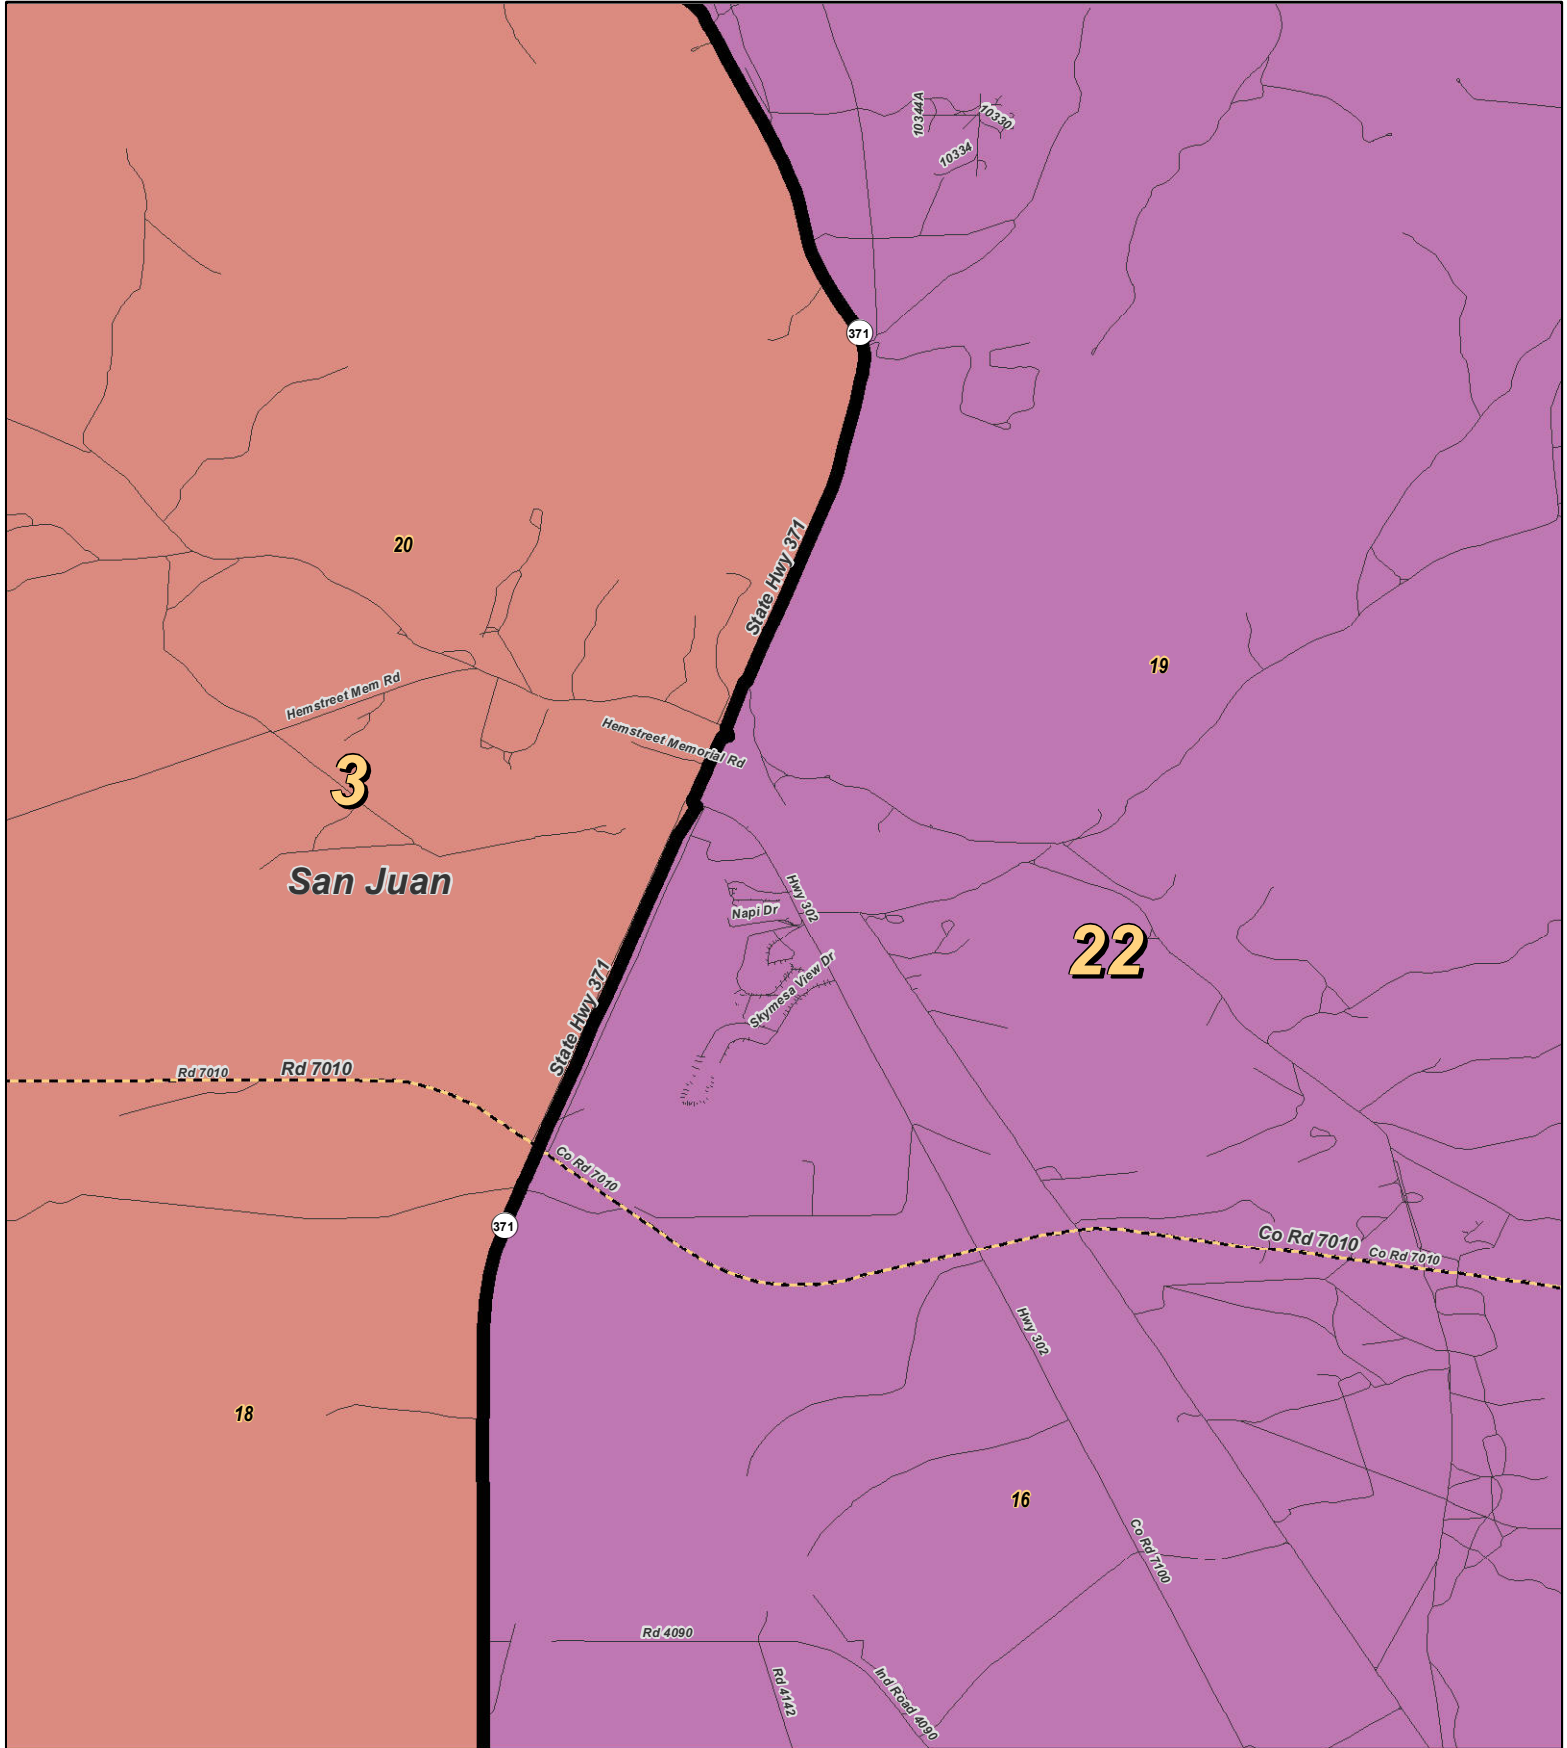 10344A
10330
10334
371
State Hwy 371
20
19
Hemstreet Mem Rd
Hemstreet Memorial Rd
3
San Juan
Hwy 302
Napi Dr
22
Skymesa View Dr
State Hwy 371
Rd 7010
Rd 7010
Co Rd 7010
371
Co Rd 7010
Co Rd 7010
Hwy 302
18
16
Co Rd 7100
Rd 4090
Rd 4142
Ind Road 4090